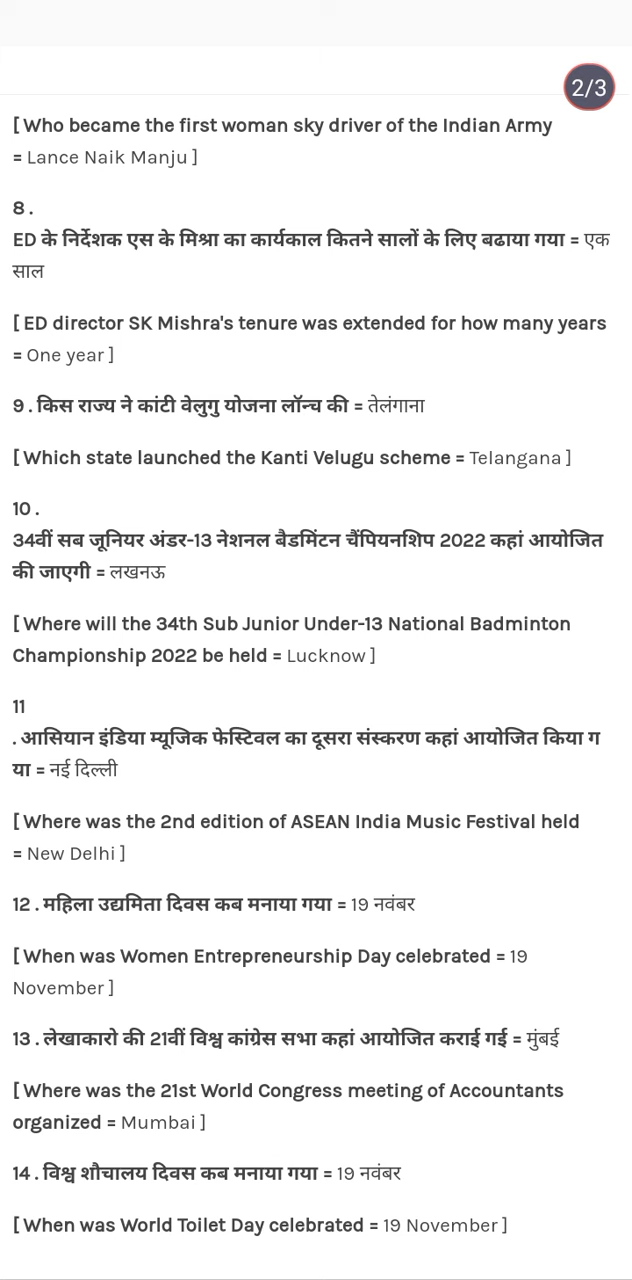 2/3
[ Who became the first woman sky driver of the Indian Army
= Lance Naik Manju ]
8 .
ED के निर्देशक एस के मिश्रा का कार्यकाल कितने सालों के लिए बढाया गया = एक
साल
[ ED director SK Mishra's tenure was extended for how many years
= One year ]
9 . किस राज्य ने कांटी वेलुगु योजना लॉन्च की = तेलंगाना
[ Which state launched the Kanti Velugu scheme = Telangana ]
10 .
34वीं सब जूनियर अंडर-13 नेशनल बैडमिंटन चैंपियनशिप 2022 कहां आयोजित
की जाएगी = लखनऊ
[ Where will the 34th Sub Junior Under-13 National Badminton
Championship 2022 be held = Lucknow ]
11
. आसियान इंडिया म्यूजिक फेस्टिवल का दूसरा संस्करण कहां आयोजित किया ग
या = नई दिल्ली
[ Where was the 2nd edition of ASEAN India Music Festival held
= New Delhi ]
12 . महिला उद्यमिता दिवस कब मनाया गया = 19 नवंबर
[ When was Women Entrepreneurship Day celebrated = 19
November ]
13 . लेखाकारो की 21वीं विश्व कांग्रेस सभा कहां आयोजित कराई गई = मुंबई
[ Where was the 21st World Congress meeting of Accountants
organized = Mumbai ]
14 . विश्व शौचालय दिवस कब मनाया गया = 19 नवंबर
[ When was World Toilet Day celebrated = 19 November ]